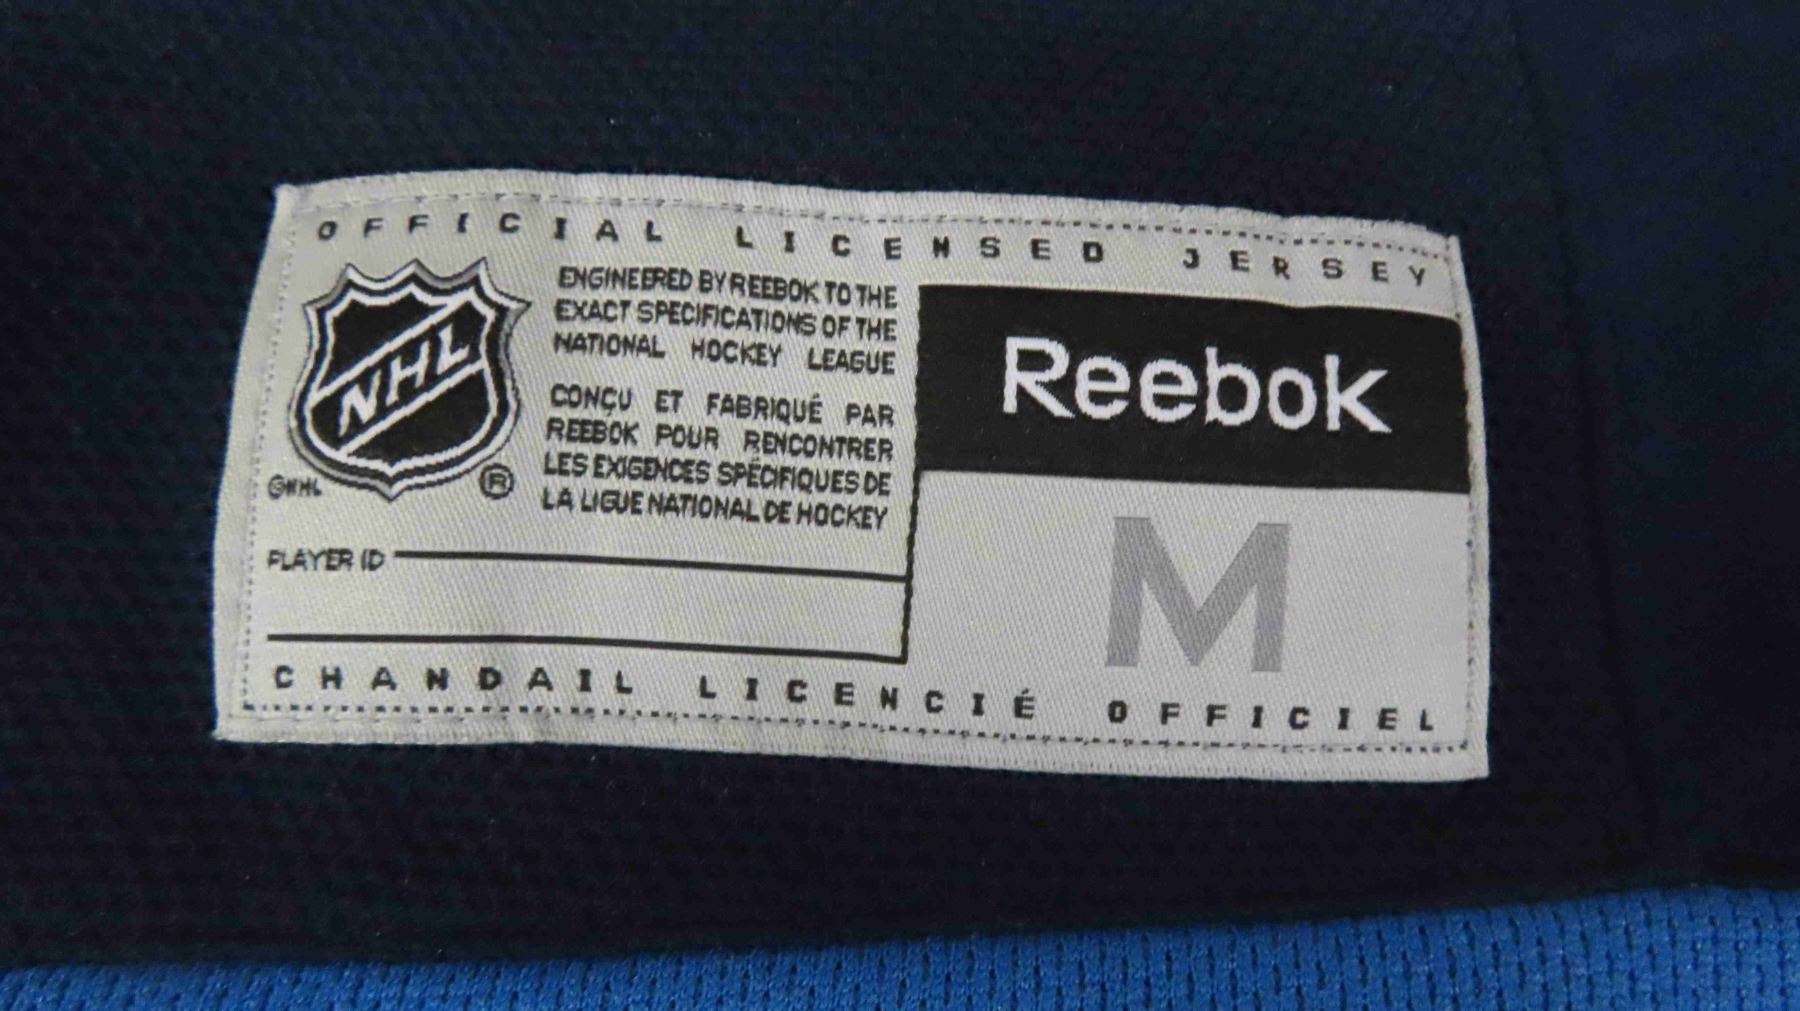 OFFICIAL LICENSED JERSEY
NHL
©NHL
®
ENGINEERED BY REEBOK TO THE
EXACT SPECIFICATIONS OF THE
NATIONAL HOCKEY LEAGUE
CONÇU ET FABRIQUÉ PAR
REEBOK POUR RENCONTRER
LES EXIGENCES SPÉCIFIQUES DE
LA LIGUE NATIONAL DE HOCKEY
Reebok
M
PLAYER ID
CHANDAIL LICENCIÉ OFFICIEL